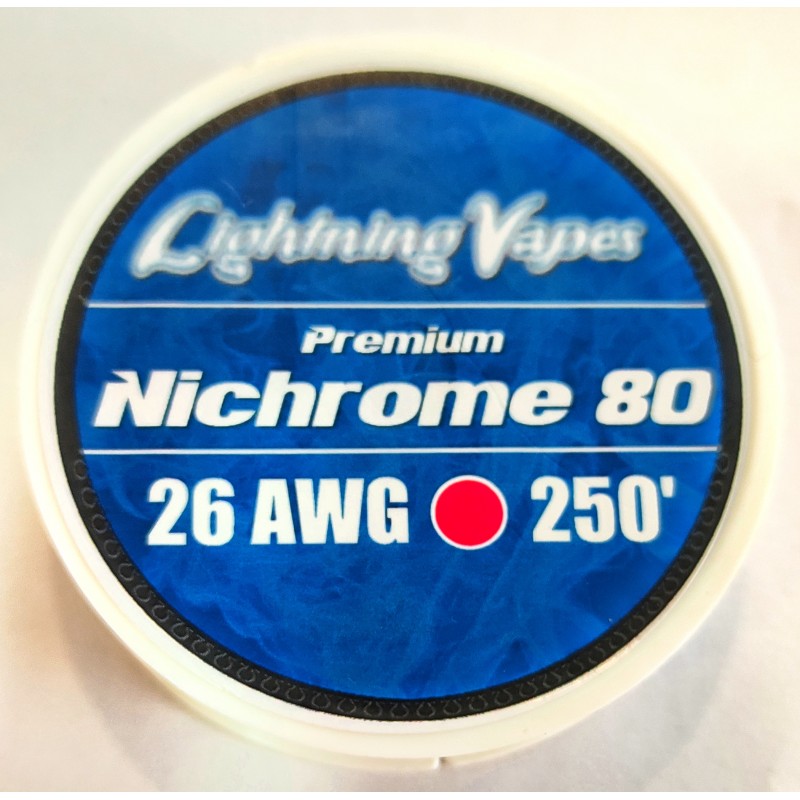 Lightning Vapes
Premium
Nichrome 80
26 AWG 250'